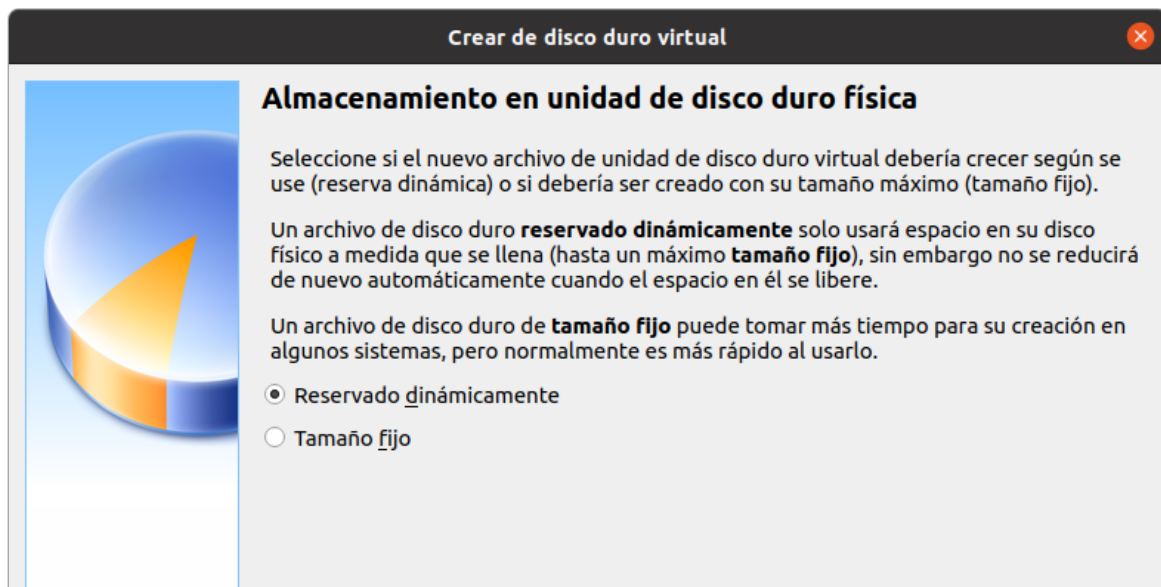 Crear de disco duro virtual
Almacenamiento en unidad de disco duro física
Seleccione si el nuevo archivo de unidad de disco duro virtual debería crecer según se
use (reserva dinámica) o si debería ser creado con su tamaño máximo (tamaño fijo).
Un archivo de disco duro reservado dinámicamente solo usará espacio en su disco
físico a medida que se llena (hasta un máximo tamaño fijo), sin embargo no se reducirá
de nuevo automáticamente cuando el espacio en él se libere.
Un archivo de disco duro de tamaño fijo puede tomar más tiempo para su creación en
algunos sistemas, pero normalmente es más rápido al usarlo.
Reservado dinámicamente
Tamaño fijo